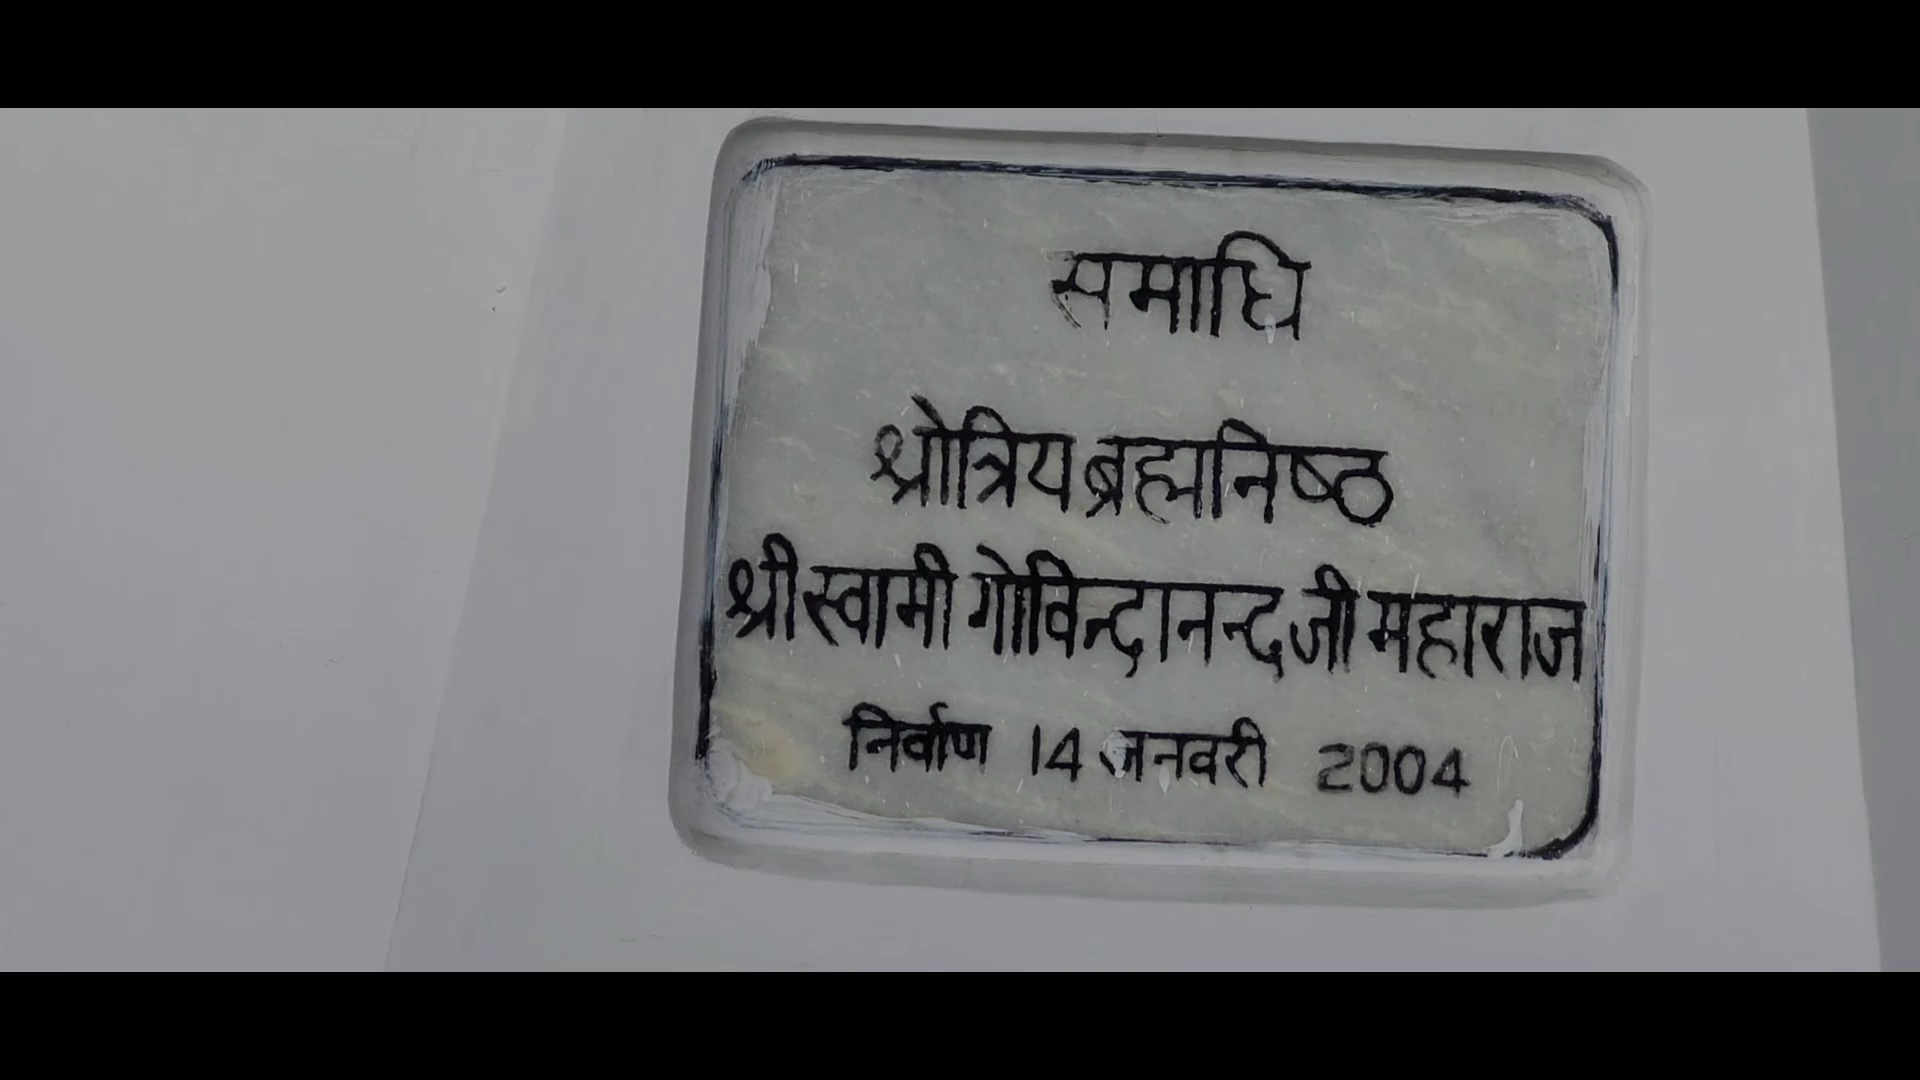 समाधि
श्रोत्रिय ब्रह्मनिष्ठ
श्री स्वामी गोविन्दानन्द जी महाराज
निर्वाण 14 जनवरी 2004